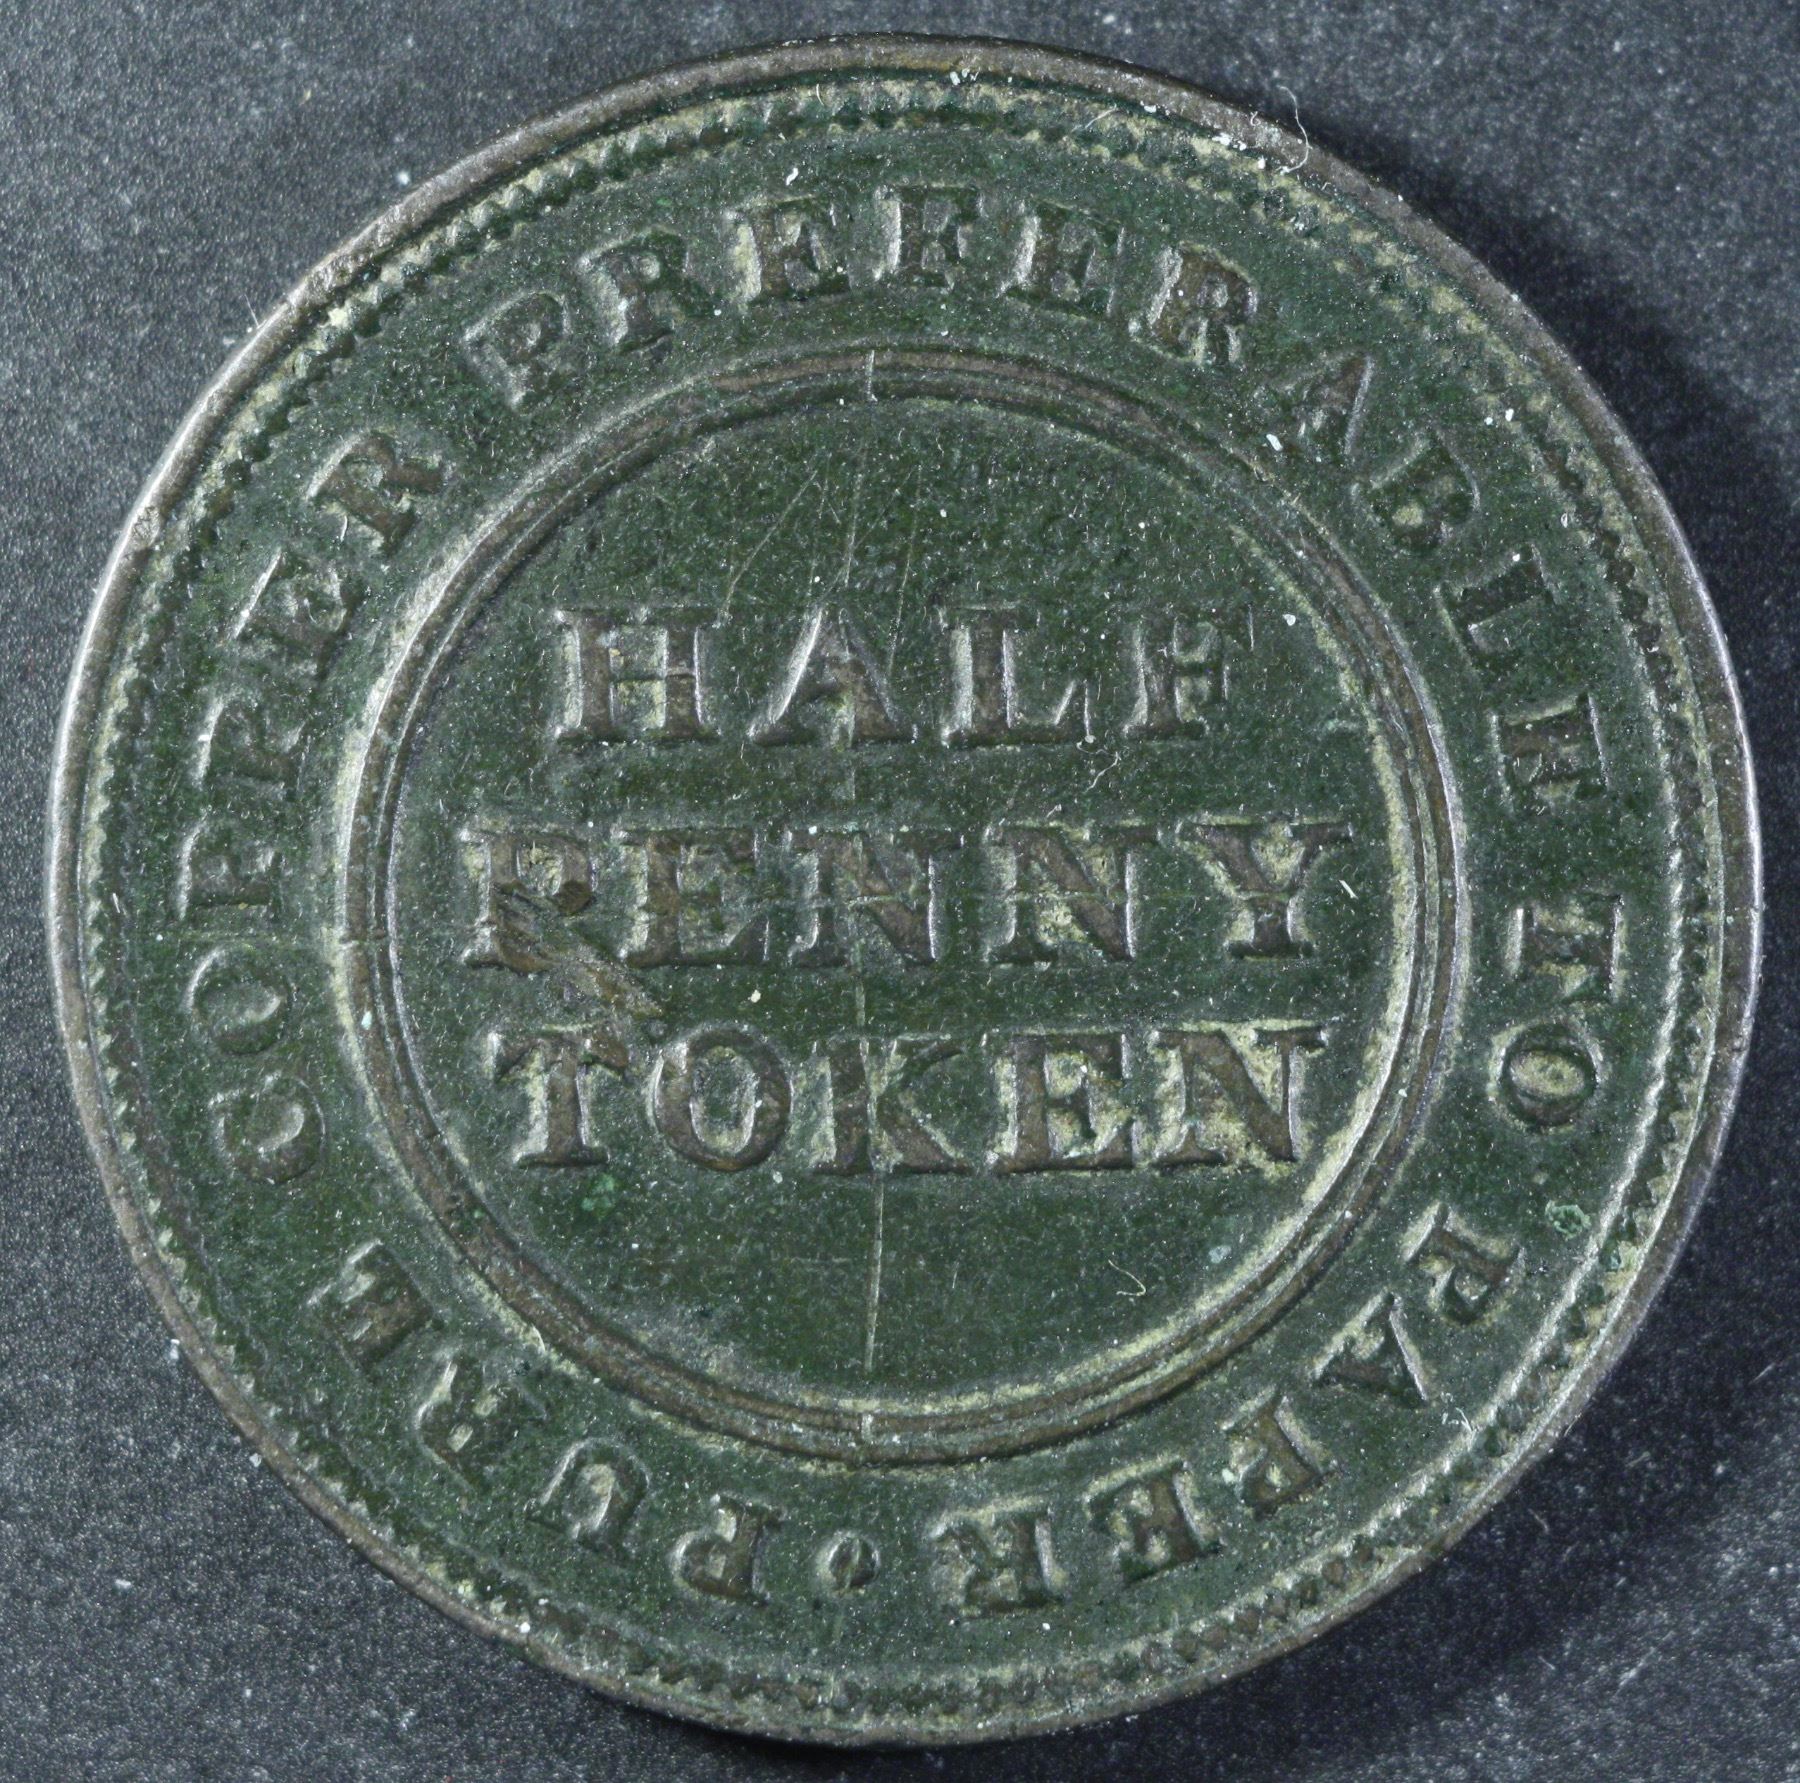 PURE COPPER PREFERABLE TO PAPER
HALF
PENNY
TOKEN